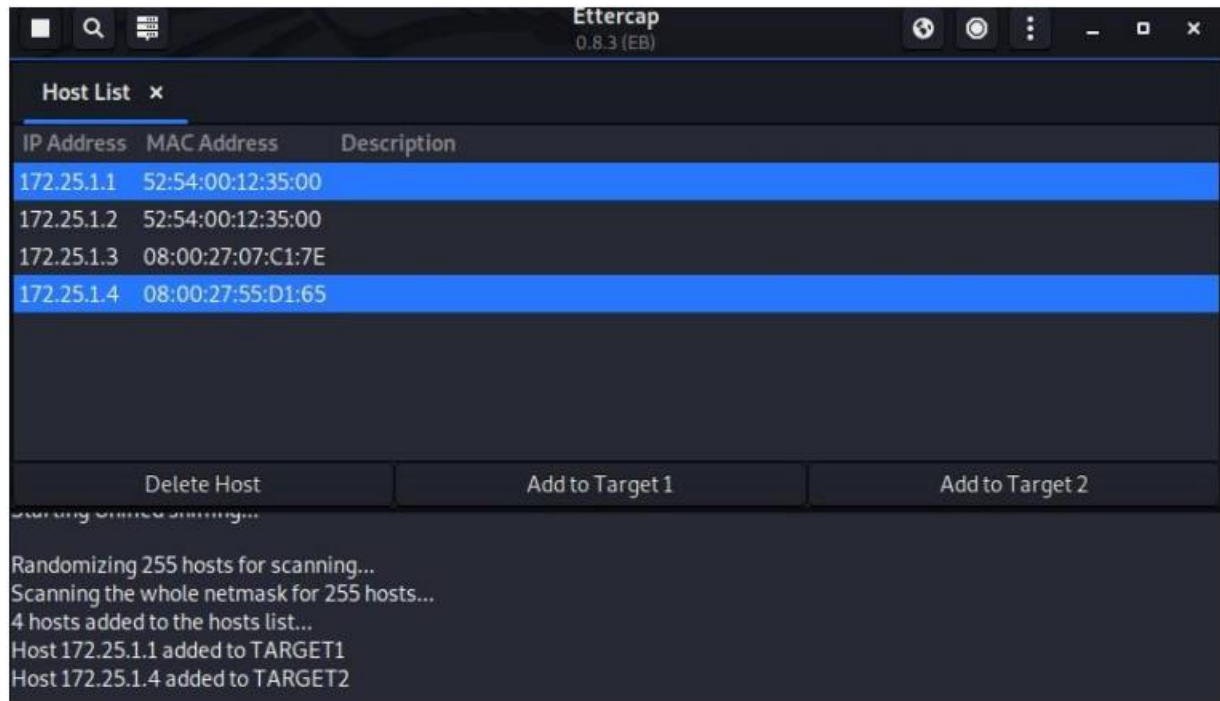 Ettercap
0.8.3 (EB)
Host List ×
IP Address MAC Address Description
172.25.1.1 52:54:00:12:35:00
172.25.1.2 52:54:00:12:35:00
172.25.1.3 08:00:27:07:C1:7E
172.25.1.4 08:00:27:55:D1:65
Delete Host Add to Target 1 Add to Target 2
Starting Unified sniffing...
Randomizing 255 hosts for scanning...
Scanning the whole netmask for 255 hosts...
4 hosts added to the hosts list...
Host 172.25.1.1 added to TARGET1
Host 172.25.1.4 added to TARGET2